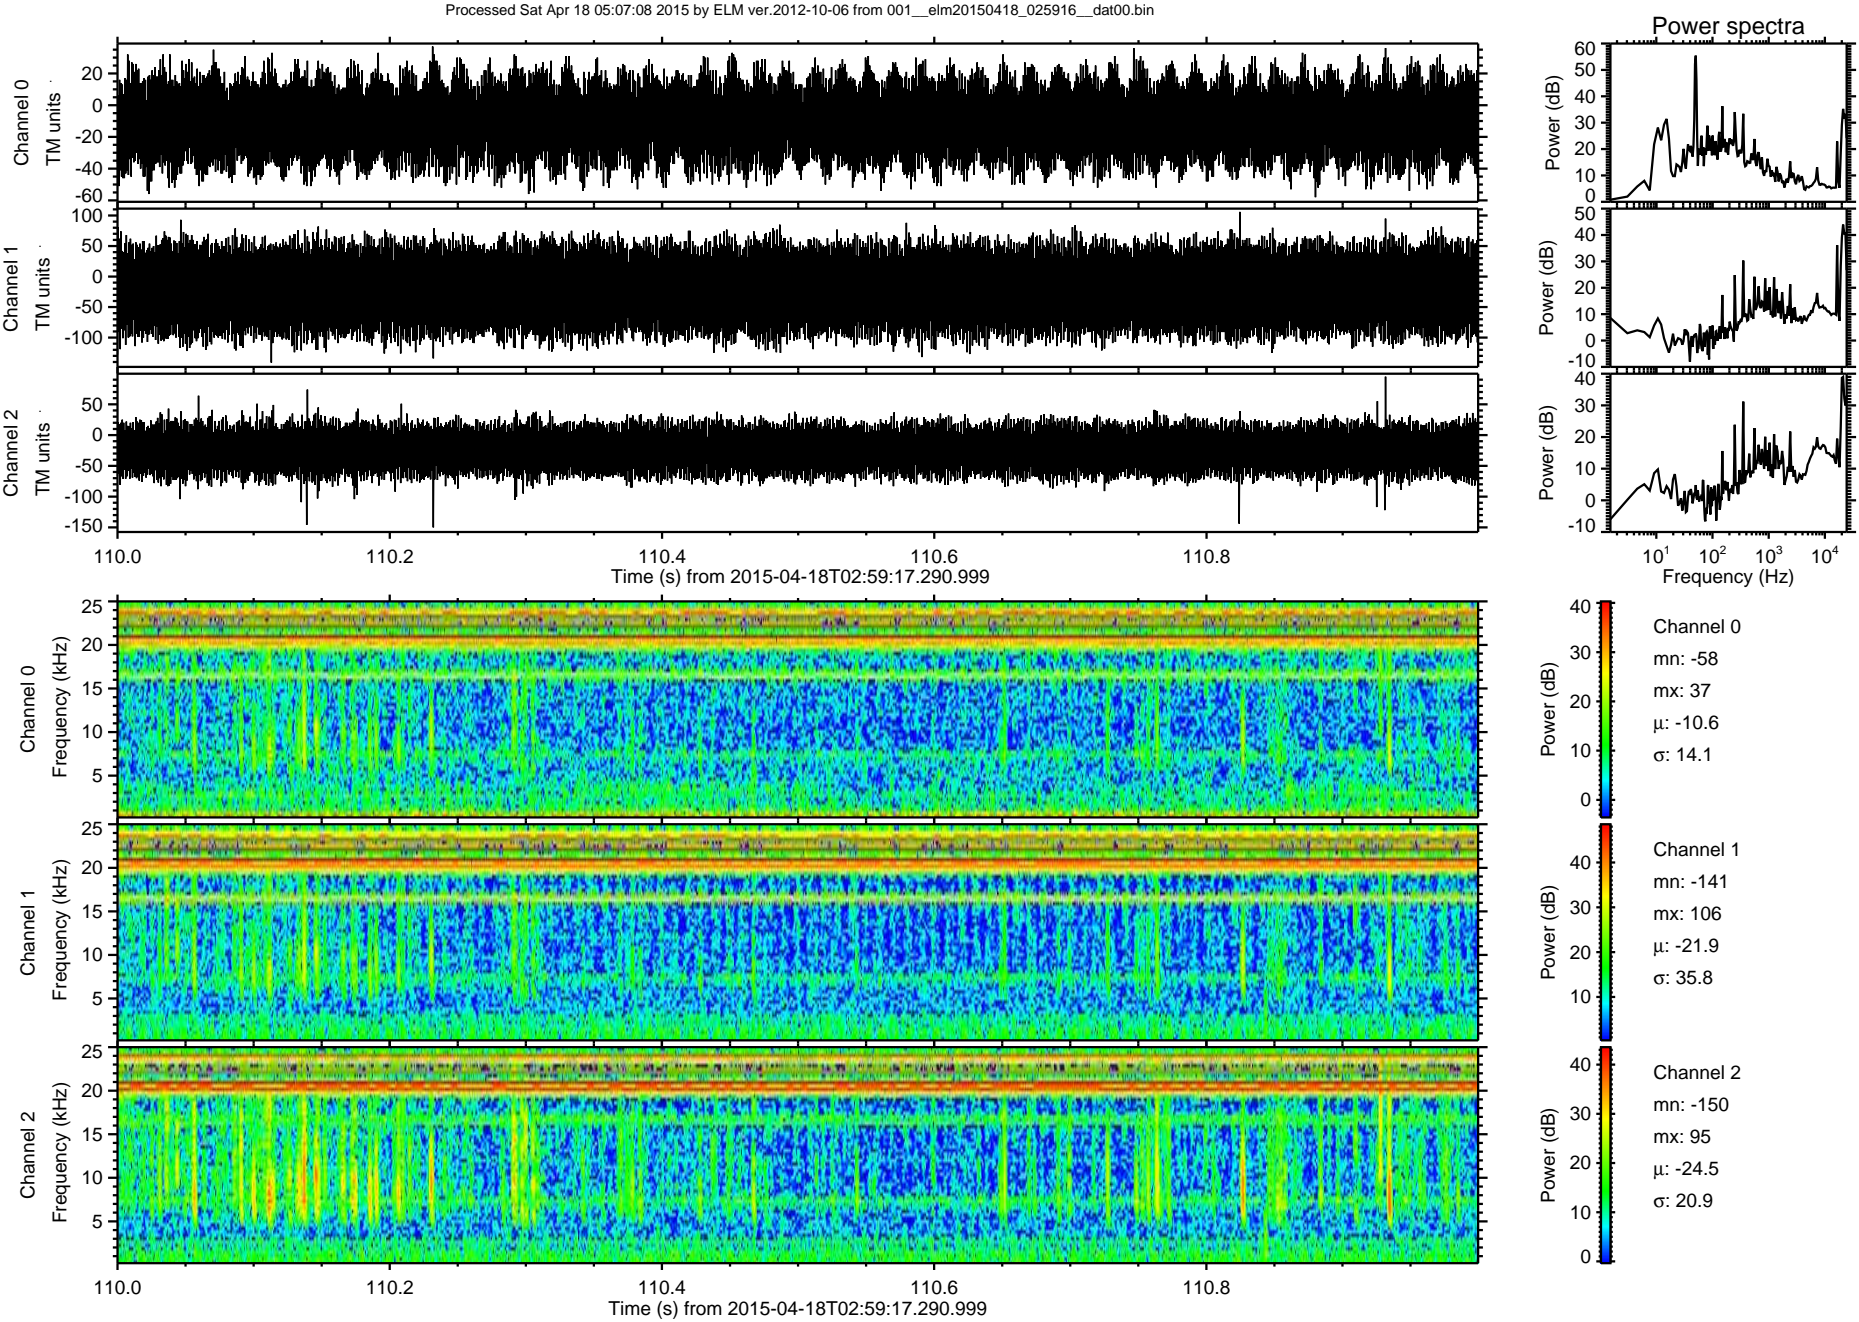 Processed Sat Apr 18 05:07:08 2015 by ELM ver.2012-10-06 from 001__elm20150418_025916__dat00.bin
Power spectra
Channel 0
TM units
20
0
-20
-40
-60
Power (dB)
60
50
40
30
20
10
0
Channel 1
TM units
100
50
0
-50
-100
Power (dB)
50
40
30
20
10
0
-10
Channel 2
TM units
50
0
-50
-100
-150
Power (dB)
40
30
20
10
0
-10
110.0 110.2 110.4 110.6 110.8
Time (s) from 2015-04-18T02:59:17.290.999
10^1 10^2 10^3 10^4
Frequency (Hz)
Channel 0
Frequency (kHz)
25
20
15
10
5
Power (dB)
40
30
20
10
0
Channel 0
mn: -58
mx: 37
μ: -10.6
σ: 14.1
Channel 1
Frequency (kHz)
25
20
15
10
5
Power (dB)
40
30
20
10
Channel 1
mn: -141
mx: 106
μ: -21.9
σ: 35.8
Channel 2
Frequency (kHz)
25
20
15
10
5
Power (dB)
40
30
20
10
0
Channel 2
mn: -150
mx: 95
μ: -24.5
σ: 20.9
110.0 110.2 110.4 110.6 110.8
Time (s) from 2015-04-18T02:59:17.290.999